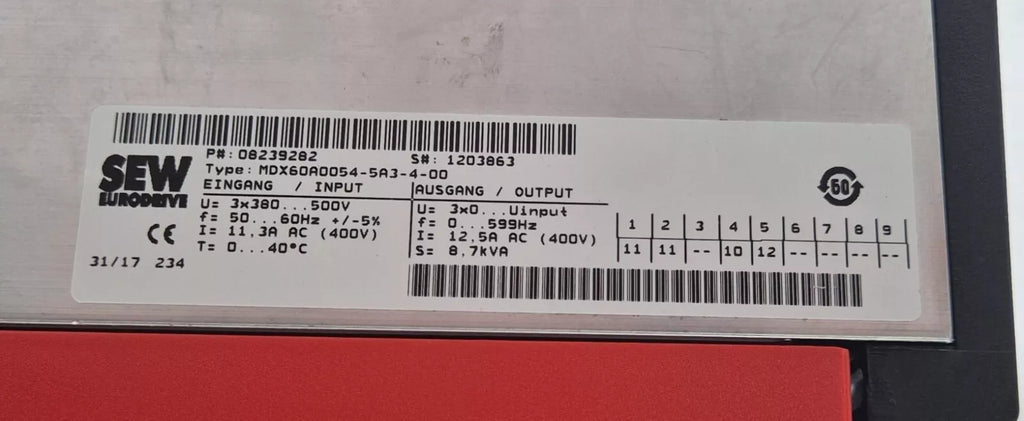 P#: 08239282 S#: 1203863
Type: MDX60A0054-5A3-4-00
SEW
EURODRIVE
EINGANG / INPUT
U= 3x380...500V
f= 50...60Hz +/-5%
I= 11,3A AC (400V)
T= 0...40°C
CE
31/17 234
AUSGANG / OUTPUT
U= 3x0...Uinput
f= 0...599Hz
I= 12,5A AC (400V)
S= 8,7kVA
60
1 2 3 4 5 6 7 8 9
11 11 -- 10 12 -- -- -- --